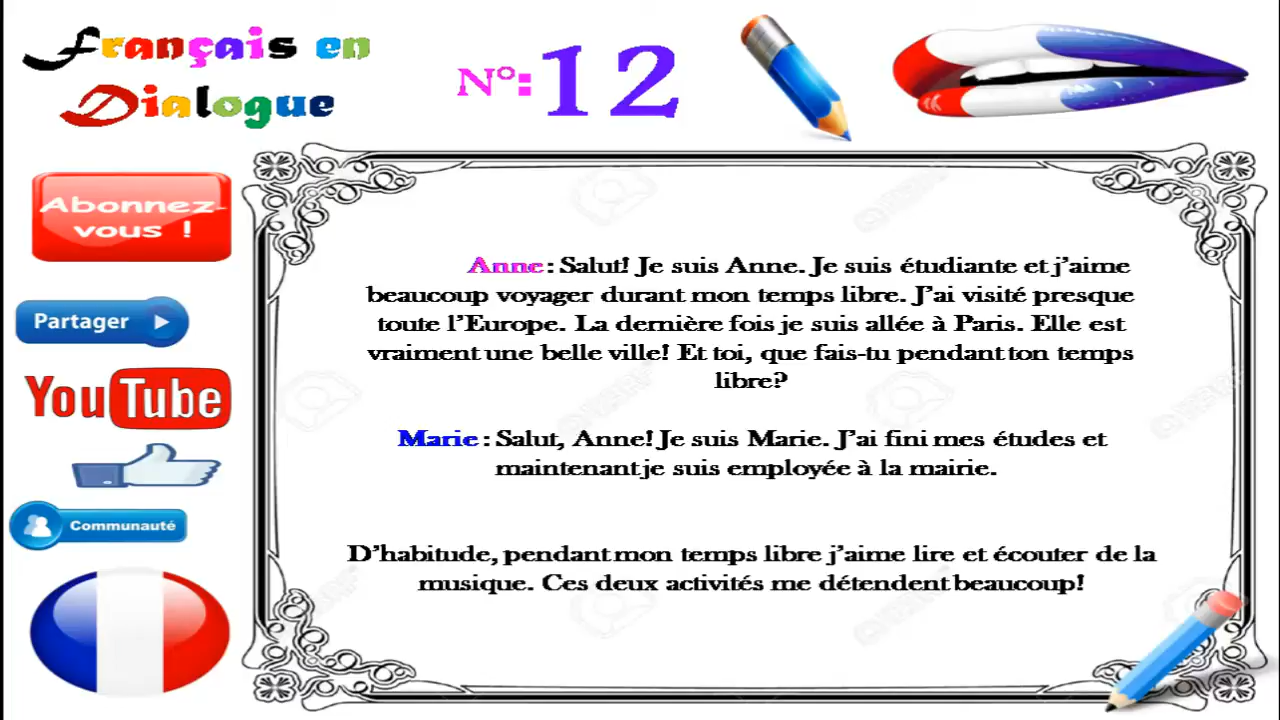 Français en
Dialogue
N°:12
Abonnez-
vous !
Partager
YouTube
Communauté
Anne : Salut! Je suis Anne. Je suis étudiante et j’aime
beaucoup voyager durant mon temps libre. J’ai visité presque
toute l’Europe. La dernière fois je suis allée à Paris. Elle est
vraiment une belle ville! Et toi, que fais-tu pendant ton temps
libre?
Marie : Salut, Anne! Je suis Marie. J’ai fini mes études et
maintenant je suis employée à la mairie.
D’habitude, pendant mon temps libre j’aime lire et écouter de la
musique. Ces deux activités me détendent beaucoup!